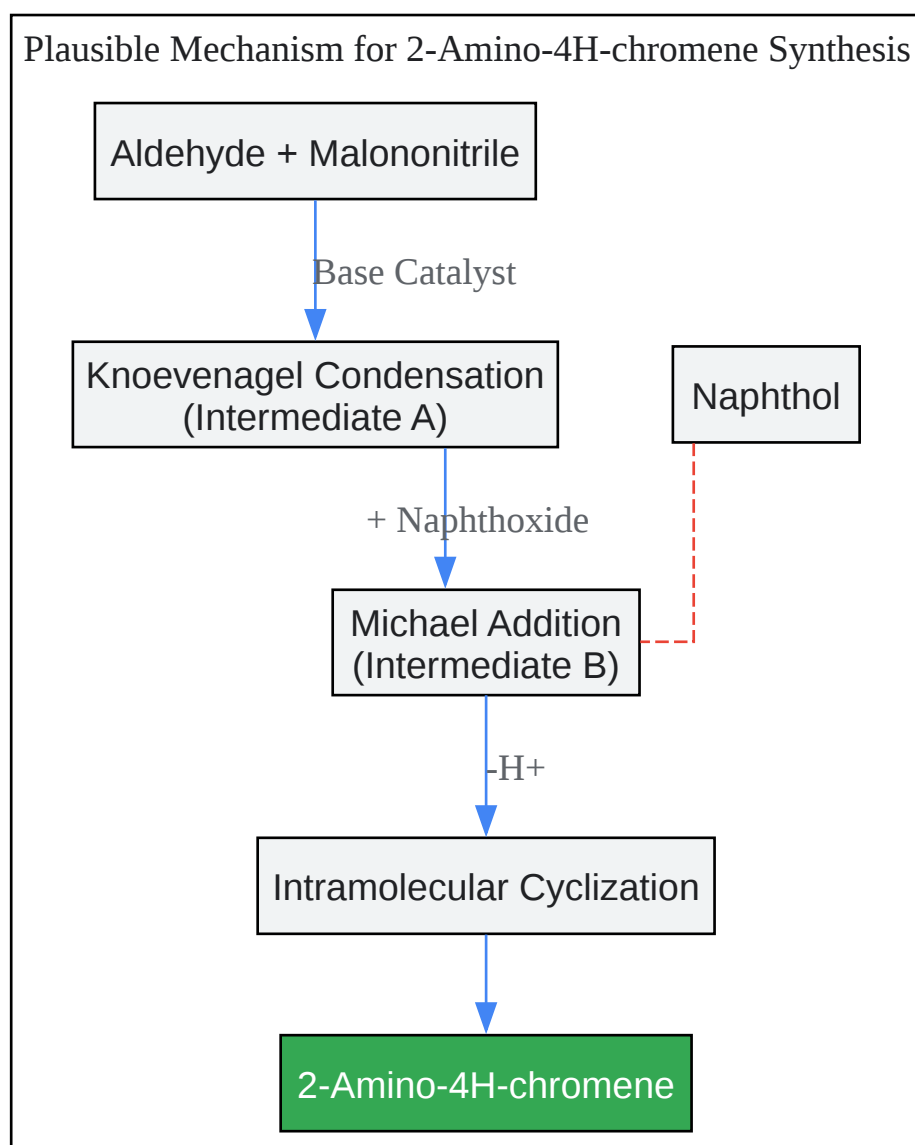 Plausible Mechanism for 2-Amino-4H-chromene Synthesis
Aldehyde + Malononitrile
Base Catalyst
Knoevenagel Condensation
(Intermediate A)
Naphthol
+ Naphthoxide
Michael Addition
(Intermediate B)
-H+
Intramolecular Cyclization
2-Amino-4H-chromene